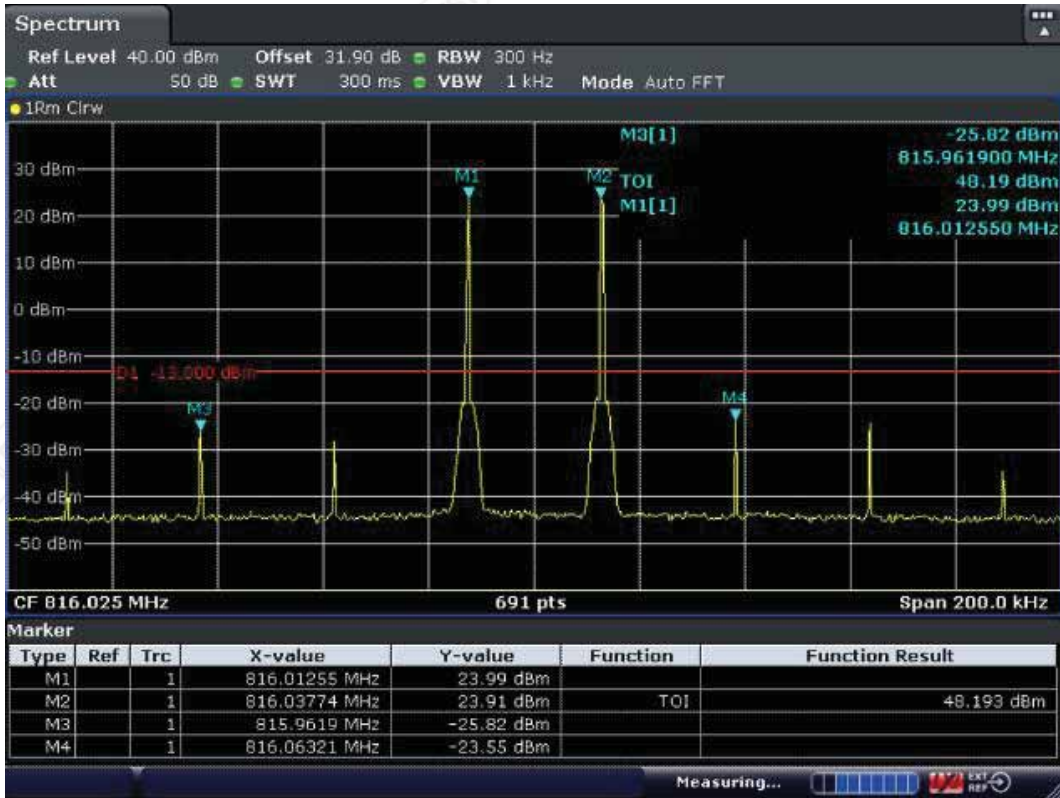 Spectrum
Ref Level 40.00 dBm Offset 31.90 dB RBW 300 Hz
Att 50 dB SWT 300 ms VBW 1 kHz Mode Auto FFT
1Rm Clrw
M3[1] -25.82 dBm
815.961900 MHz
TOI 48.19 dBm
M1[1] 23.99 dBm
816.012550 MHz
30 dBm
M1
M2
20 dBm
10 dBm
0 dBm
-10 dBm
D1 -13.000 dBm
-20 dBm
M3
M4
-30 dBm
-40 dBm
-50 dBm
CF 816.025 MHz 691 pts Span 200.0 kHz
Marker
Type Ref Trc X-value Y-value Function Function Result
M1 1 816.01255 MHz 23.99 dBm
M2 1 816.03774 MHz 23.91 dBm TOI 48.193 dBm
M3 1 815.9619 MHz -25.82 dBm
M4 1 816.06321 MHz -23.55 dBm
Measuring... EXT REF